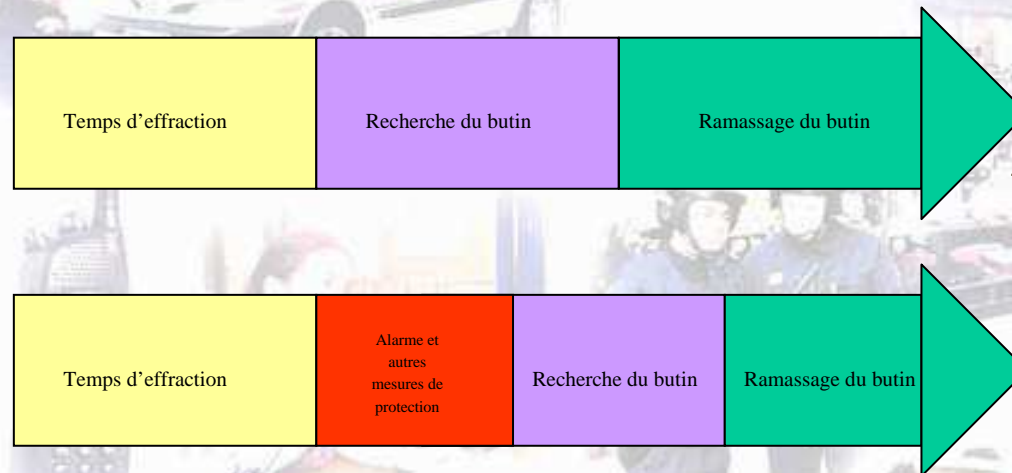 Temps d’effraction
Recherche du butin
Ramassage du butin
Temps d’effraction
Alarme et
autres
mesures de
protection
Recherche du butin
Ramassage du butin